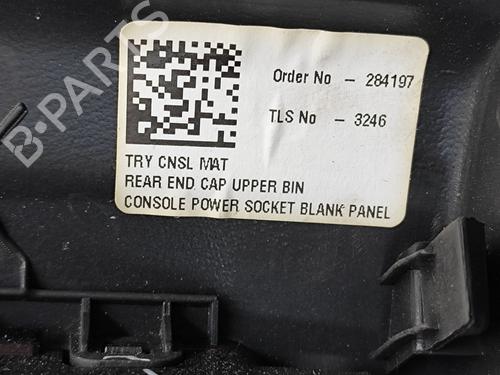 Order No - 284197
TLS No - 3246
TRY CNSL MAT
REAR END CAP UPPER BIN
CONSOLE POWER SOCKET BLANK PANEL